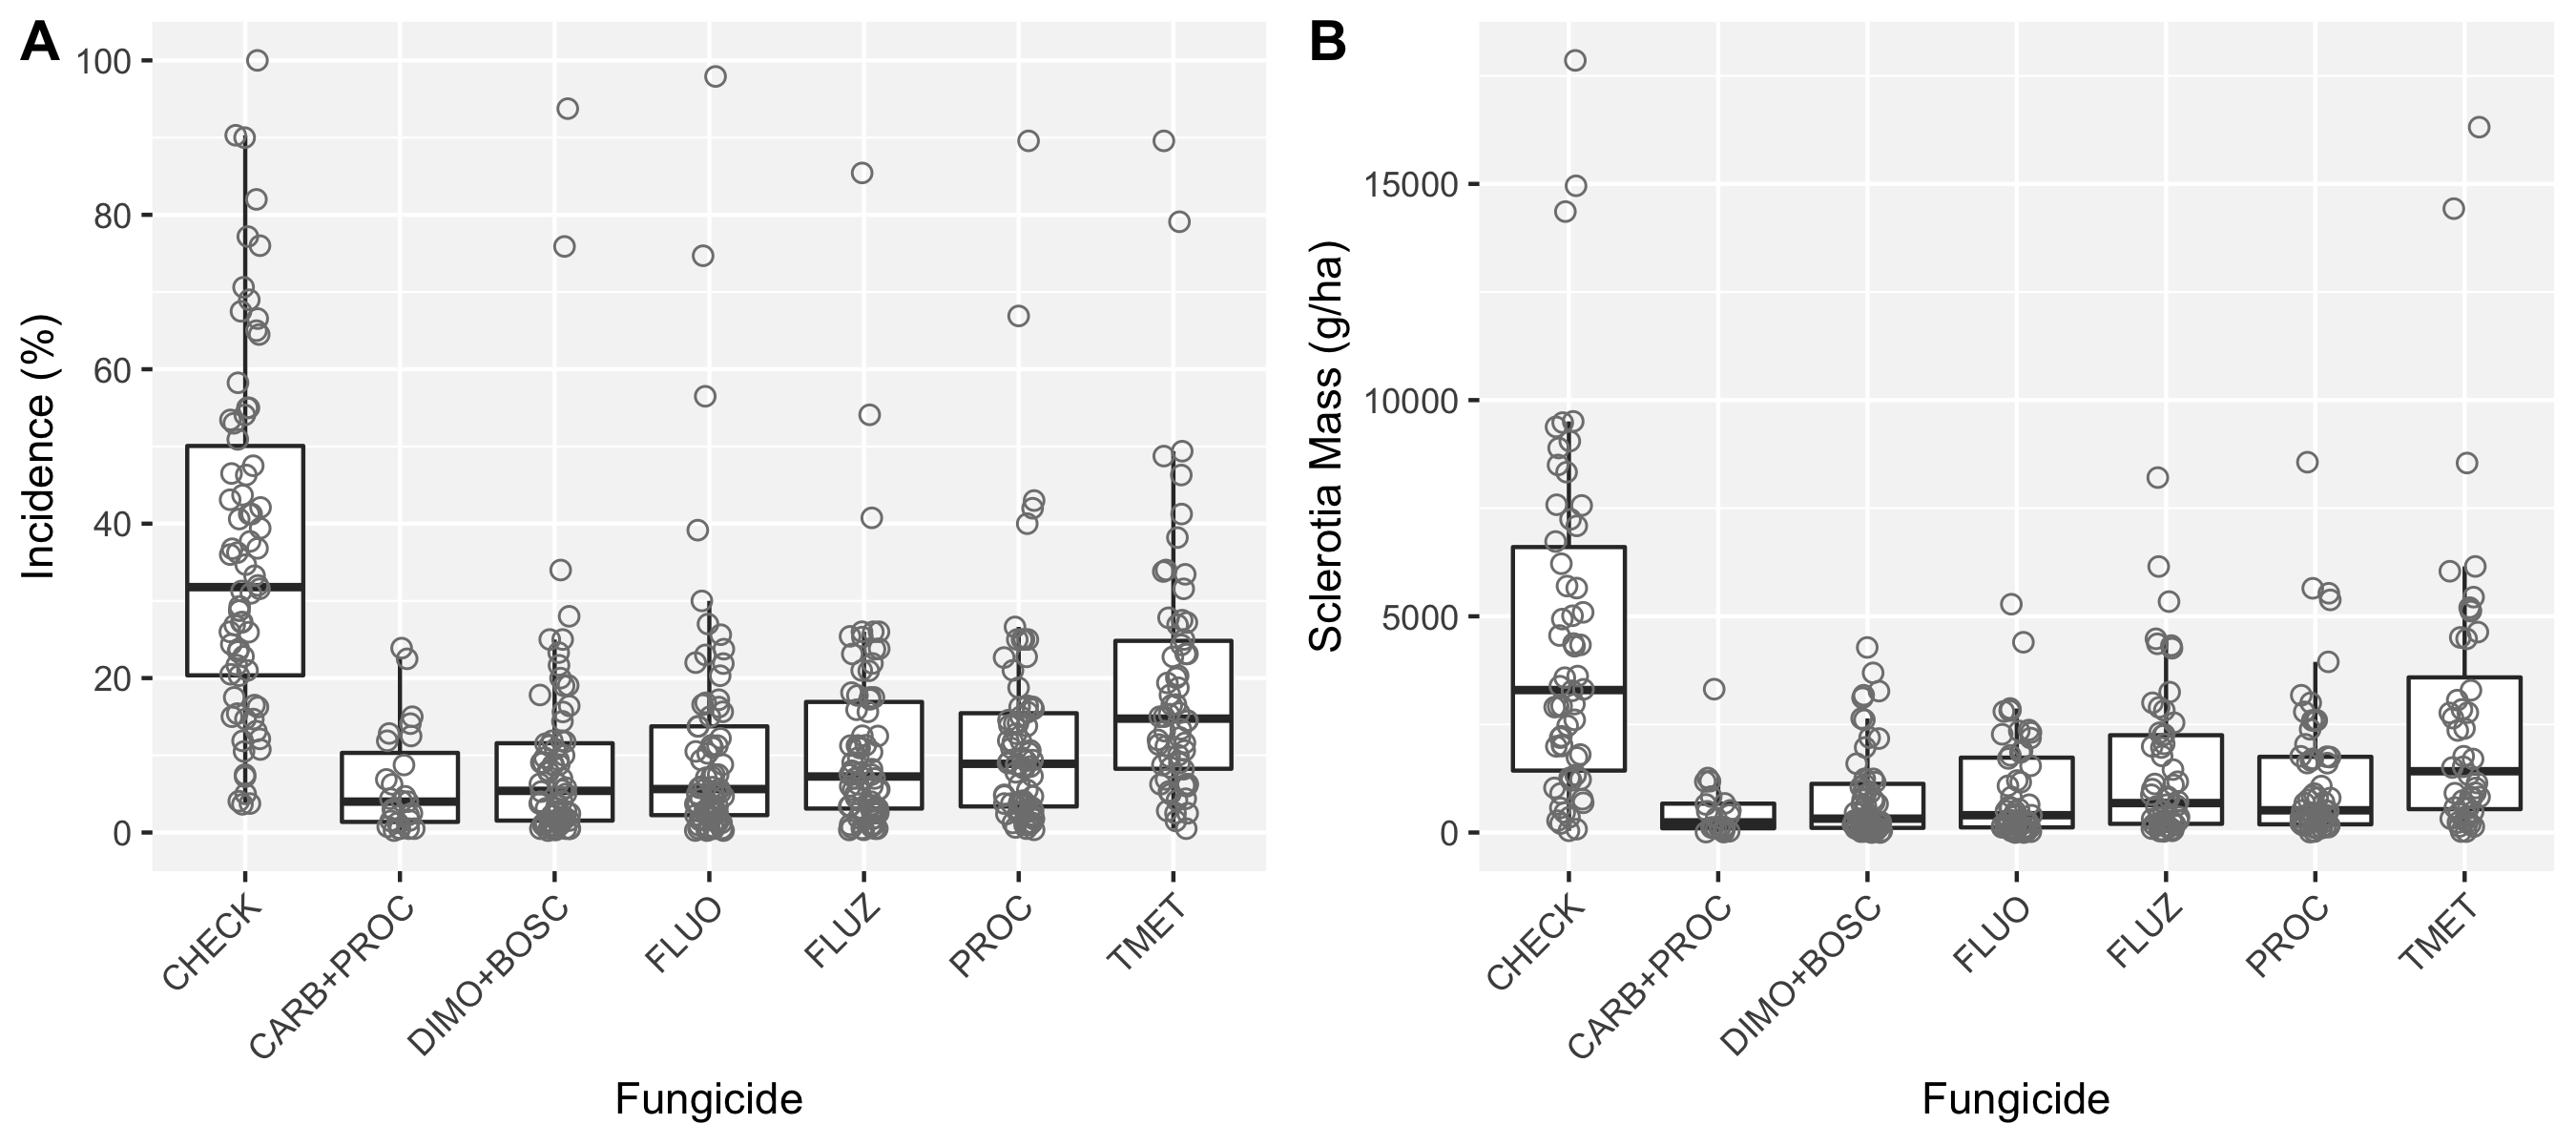 A
100
80
60
40
20
0
Incidence (%)
CHECK
CARB+PROC
DIMO+BOSC
FLUO
FLUZ
PROC
TMET
Fungicide
B
15000
10000
5000
0
Sclerotia Mass (g/ha)
CHECK
CARB+PROC
DIMO+BOSC
FLUO
FLUZ
PROC
TMET
Fungicide